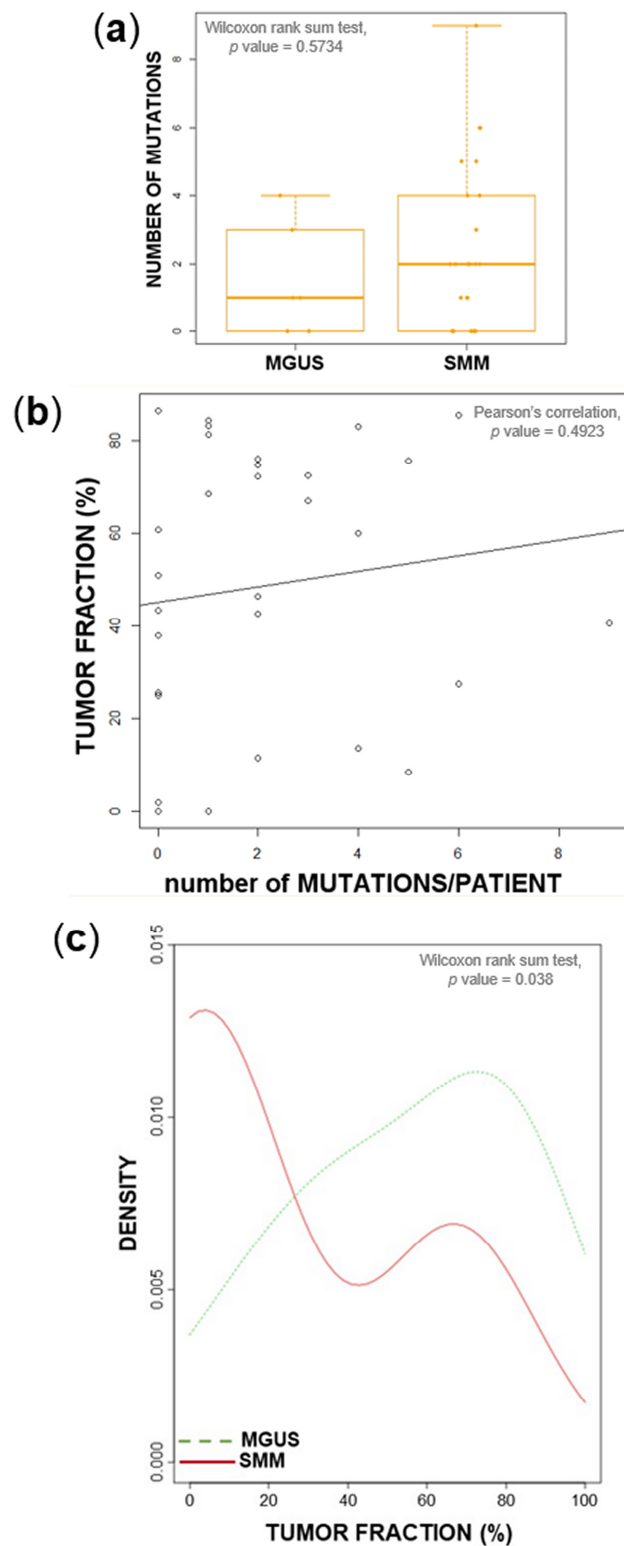 (a)
Wilcoxon rank sum test,
p value = 0.5734
NUMBER OF MUTATIONS
8
6
4
2
0
MGUS SMM
(b)
Pearson's correlation,
p value = 0.4923
TUMOR FRACTION (%)
80
60
40
20
0
0 2 4 6 8
number of MUTATIONS/PATIENT
(c)
Wilcoxon rank sum test,
p value = 0.038
DENSITY
0.015
0.010
0.005
0.000
MGUS
SMM
0 20 40 60 80 100
TUMOR FRACTION (%)